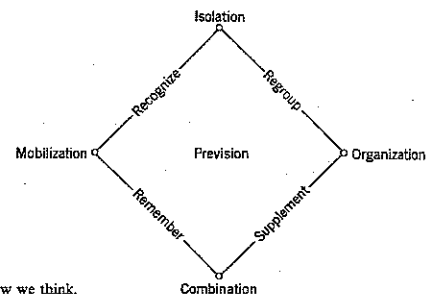 Isolation
Recognize
Regroup
Mobilization
Prevision
Organization
Remember
Supplement
w we think.
Combination